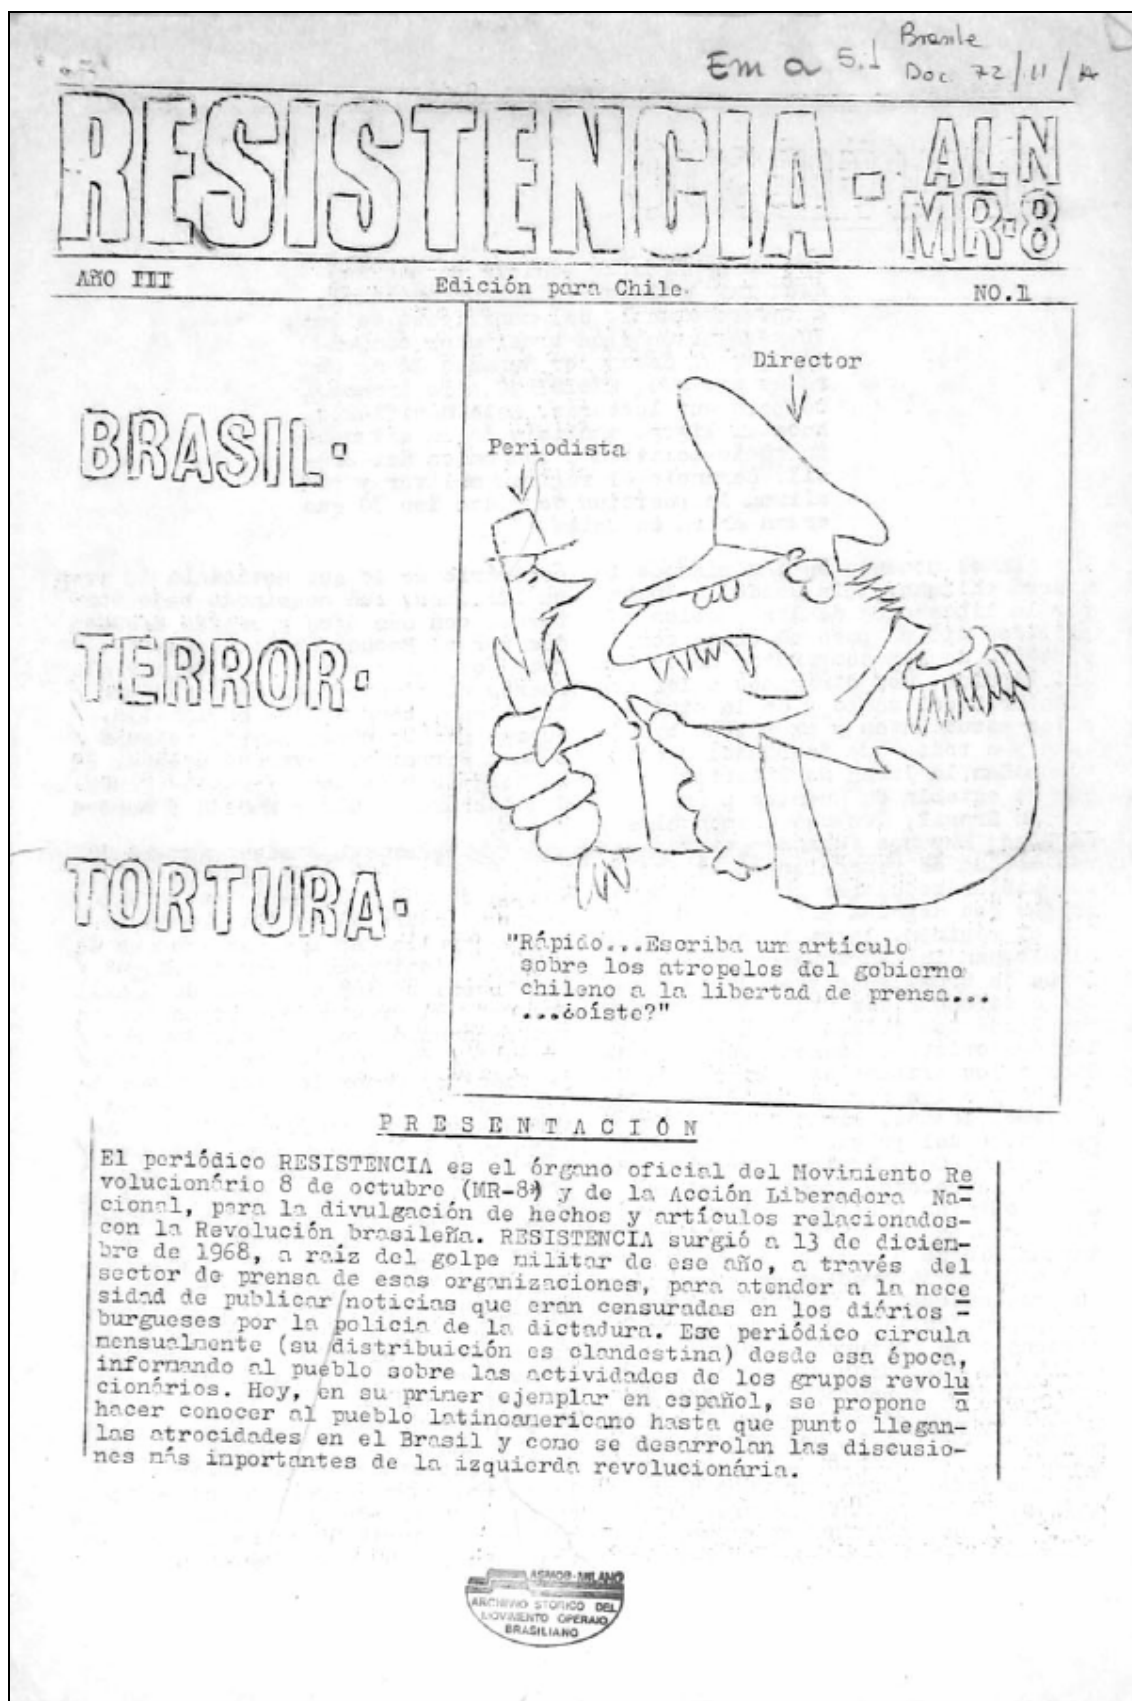 Em a 5.1
Brasile
Doc. 72/11/A
RESISTENCIA. ALN
MR-8
AÑO III Edición para Chile. NO.1
BRASIL.
TERROR.
TORTURA.
Director
Periodista
"Rápido...Escriba un artículo
sobre los atropelos del gobierno
chileno a la libertad de prensa...
...¿oíste?"
PRESENTACIÓN
El periódico RESISTENCIA es el órgano oficial del Movimiento Re
volucionário 8 de octubre (MR-8) y de la Acción Liberadora Na-
cional, para la divulgación de hechos y artículos relacionados-
con la Revolución brasileña. RESISTENCIA surgió a 13 de diciem-
bre de 1968, a raíz del golpe militar de ese año, a través del
sector de prensa de esas organizaciones, para atender a la nece
sidad de publicar noticias que eran censuradas en los diários -
burgueses por la policia de la dictadura. Ese periódico circula
mensualmente (su distribuición es clandestina) desde esa época,
informando al pueblo sobre las actividades de los grupos revolu
cionários. Hoy, en su primer ejemplar en español, se propone a
hacer conocer al pueblo latinoamericano hasta que punto llegan-
las atrocidades en el Brasil y como se desarrolan las discusio-
nes más importantes de la izquierda revolucionária.
ASMOB-MILANO
ARCHIVIO STORICO DEL
MOVIMENTO OPERAIO
BRASILIANO